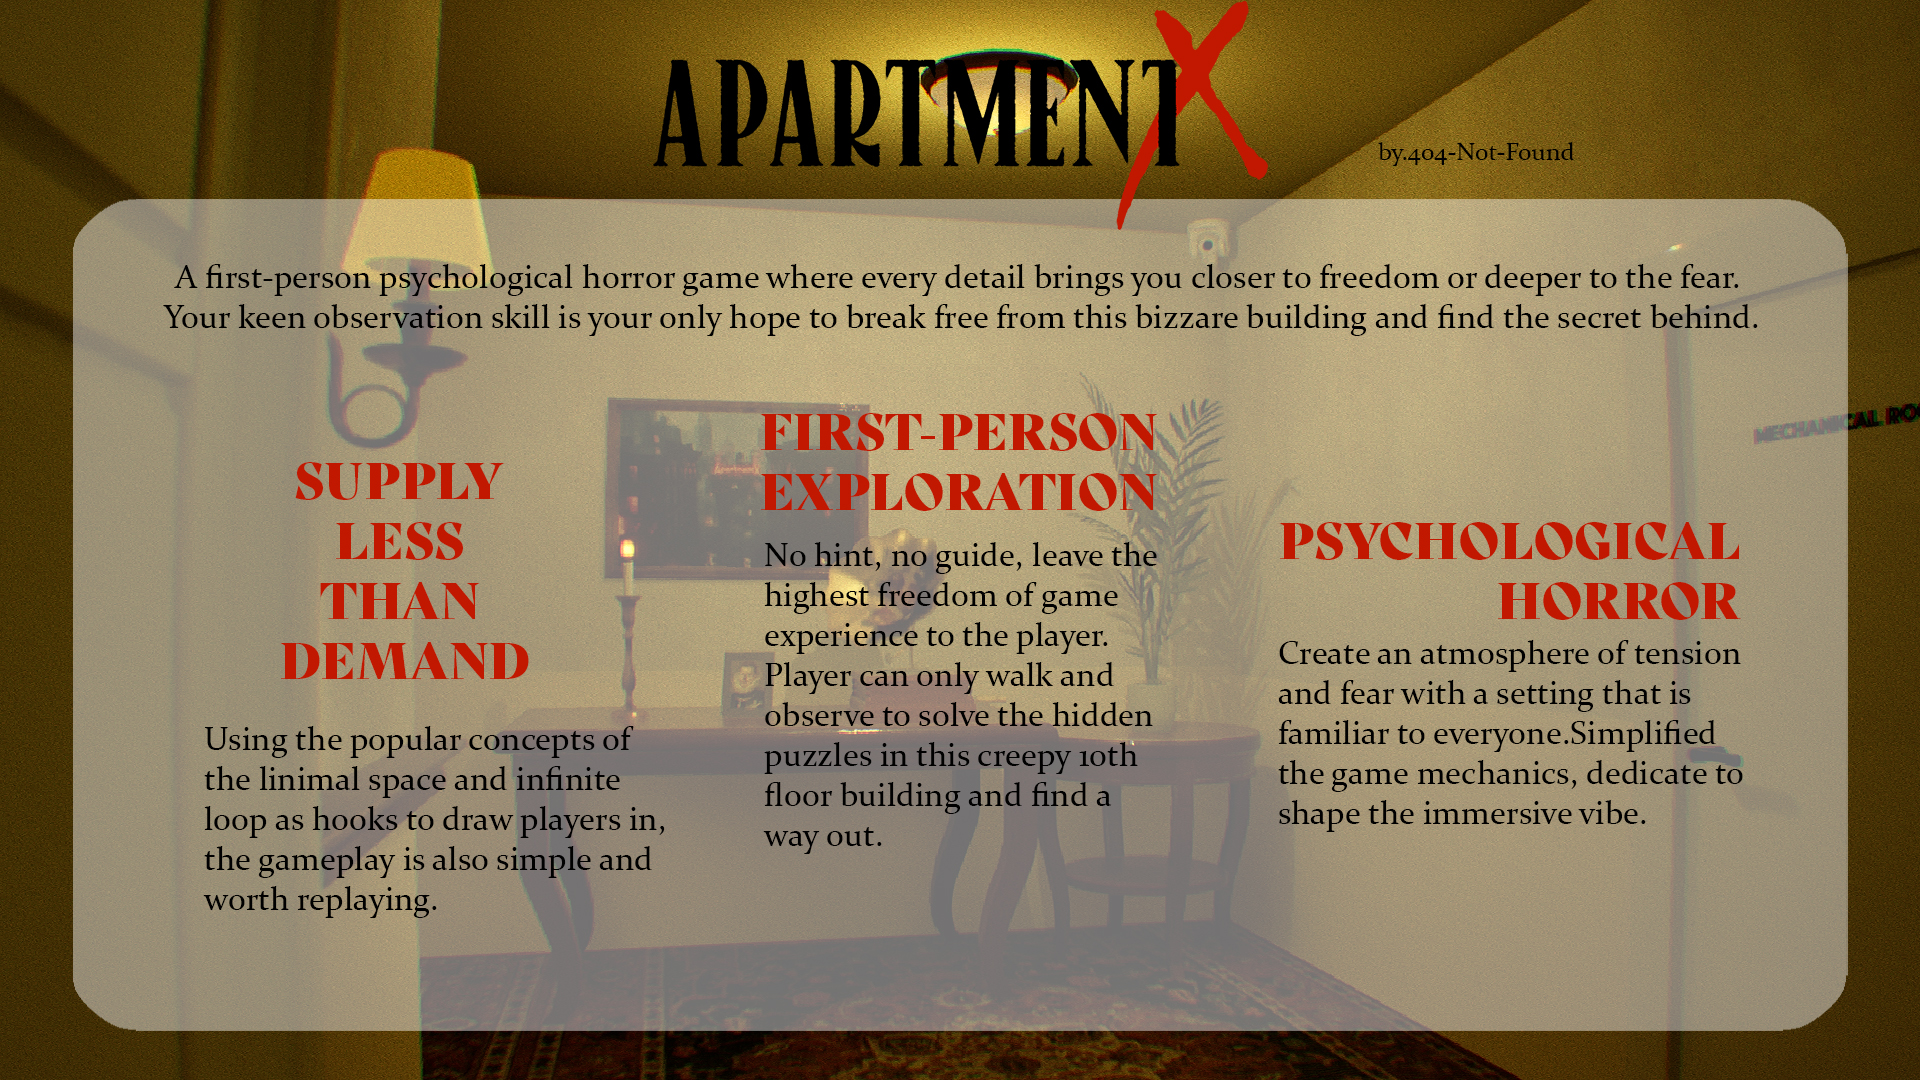 APARTMENT X
by.404-Not-Found
A first-person psychological horror game where every detail brings you closer to freedom or deeper to the fear.
Your keen observation skill is your only hope to break free from this bizzare building and find the secret behind.
SUPPLY
LESS
THAN
DEMAND
Using the popular concepts of
the linimal space and infinite
loop as hooks to draw players in,
the gameplay is also simple and
worth replaying.
FIRST-PERSON
EXPLORATION
No hint, no guide, leave the
highest freedom of game
experience to the player.
Player can only walk and
observe to solve the hidden
puzzles in this creepy 10th
floor building and find a
way out.
PSYCHOLOGICAL
HORROR
Create an atmosphere of tension
and fear with a setting that is
familiar to everyone.Simplified
the game mechanics, dedicate to
shape the immersive vibe.
MECHANICAL ROO